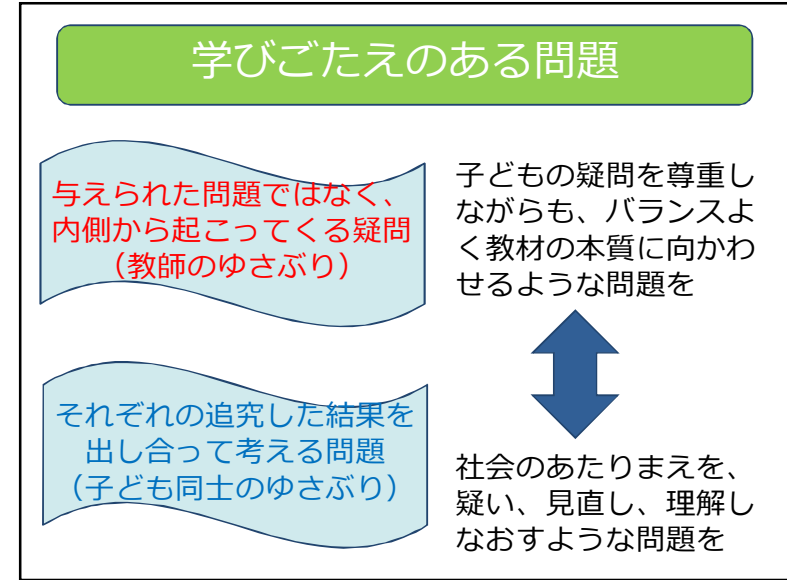 学びごたえのある問題
与えられた問題ではなく、
内側から起こってくる疑問
（教師のゆさぶり）
子どもの疑問を尊重し
ながらも、バランスよ
く教材の本質に向かわ
せるような問題を
それぞれの追究した結果を
出し合って考える問題
（子ども同士のゆさぶり）
社会のあたりまえを、
疑い、見直し、理解し
なおすような問題を